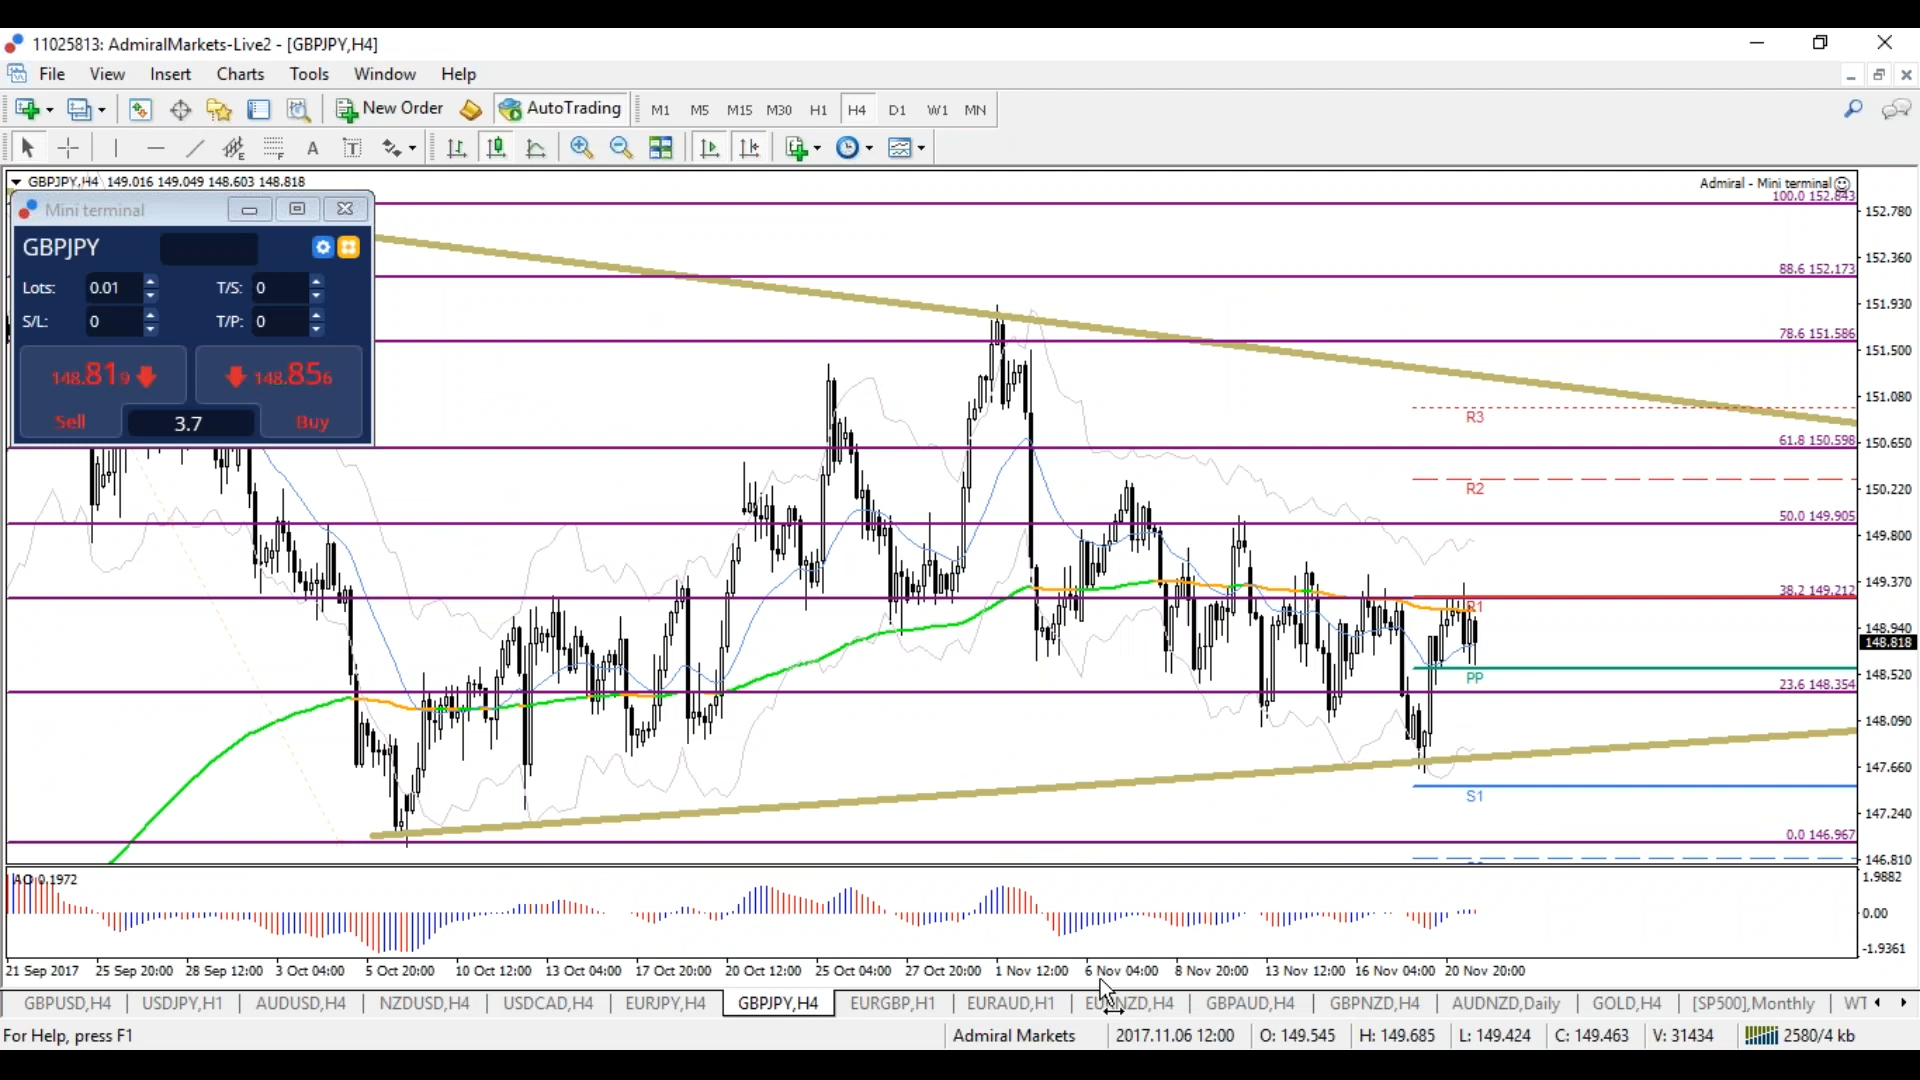 11025813: AdmiralMarkets-Live2 - [GBPJPY,H4]
File View Insert Charts Tools Window Help
New Order AutoTrading M1 M5 M15 M30 H1 H4 D1 W1 MN
A T
GBPJPY,H4 149.016 149.049 148.603 148.818
Admiral - Mini terminal
Mini terminal
GBPJPY
Lots: 0.01 T/S: 0
S/L: 0 T/P: 0
148.819 148.856
Sell 3.7 Buy
100.0 152.843
88.6 152.173
78.6 151.586
R3
61.8 150.598
R2
50.0 149.905
38.2 149.212
R1
PP
23.6 148.354
S1
0.0 146.967
152.780
152.360
151.930
151.500
151.080
150.650
150.220
149.800
149.370
148.940
148.818
148.520
148.090
147.660
147.240
146.810
AO 0.1972
1.9882
0.00
-1.9361
21 Sep 2017 25 Sep 20:00 28 Sep 12:00 3 Oct 04:00 5 Oct 20:00 10 Oct 12:00 13 Oct 04:00 17 Oct 20:00 20 Oct 12:00 25 Oct 04:00 27 Oct 20:00 1 Nov 12:00 6 Nov 04:00 8 Nov 20:00 13 Nov 12:00 16 Nov 04:00 20 Nov 20:00
GBPUSD,H4 USDJPY,H1 AUDUSD,H4 NZDUSD,H4 USDCAD,H4 EURJPY,H4 GBPJPY,H4 EURGBP,H1 EURAUD,H1 EURNZD,H4 GBPAUD,H4 GBPNZD,H4 AUDNZD,Daily GOLD,H4 [SP500],Monthly WT
For Help, press F1 Admiral Markets 2017.11.06 12:00 O: 149.545 H: 149.685 L: 149.424 C: 149.463 V: 31434 2580/4 kb